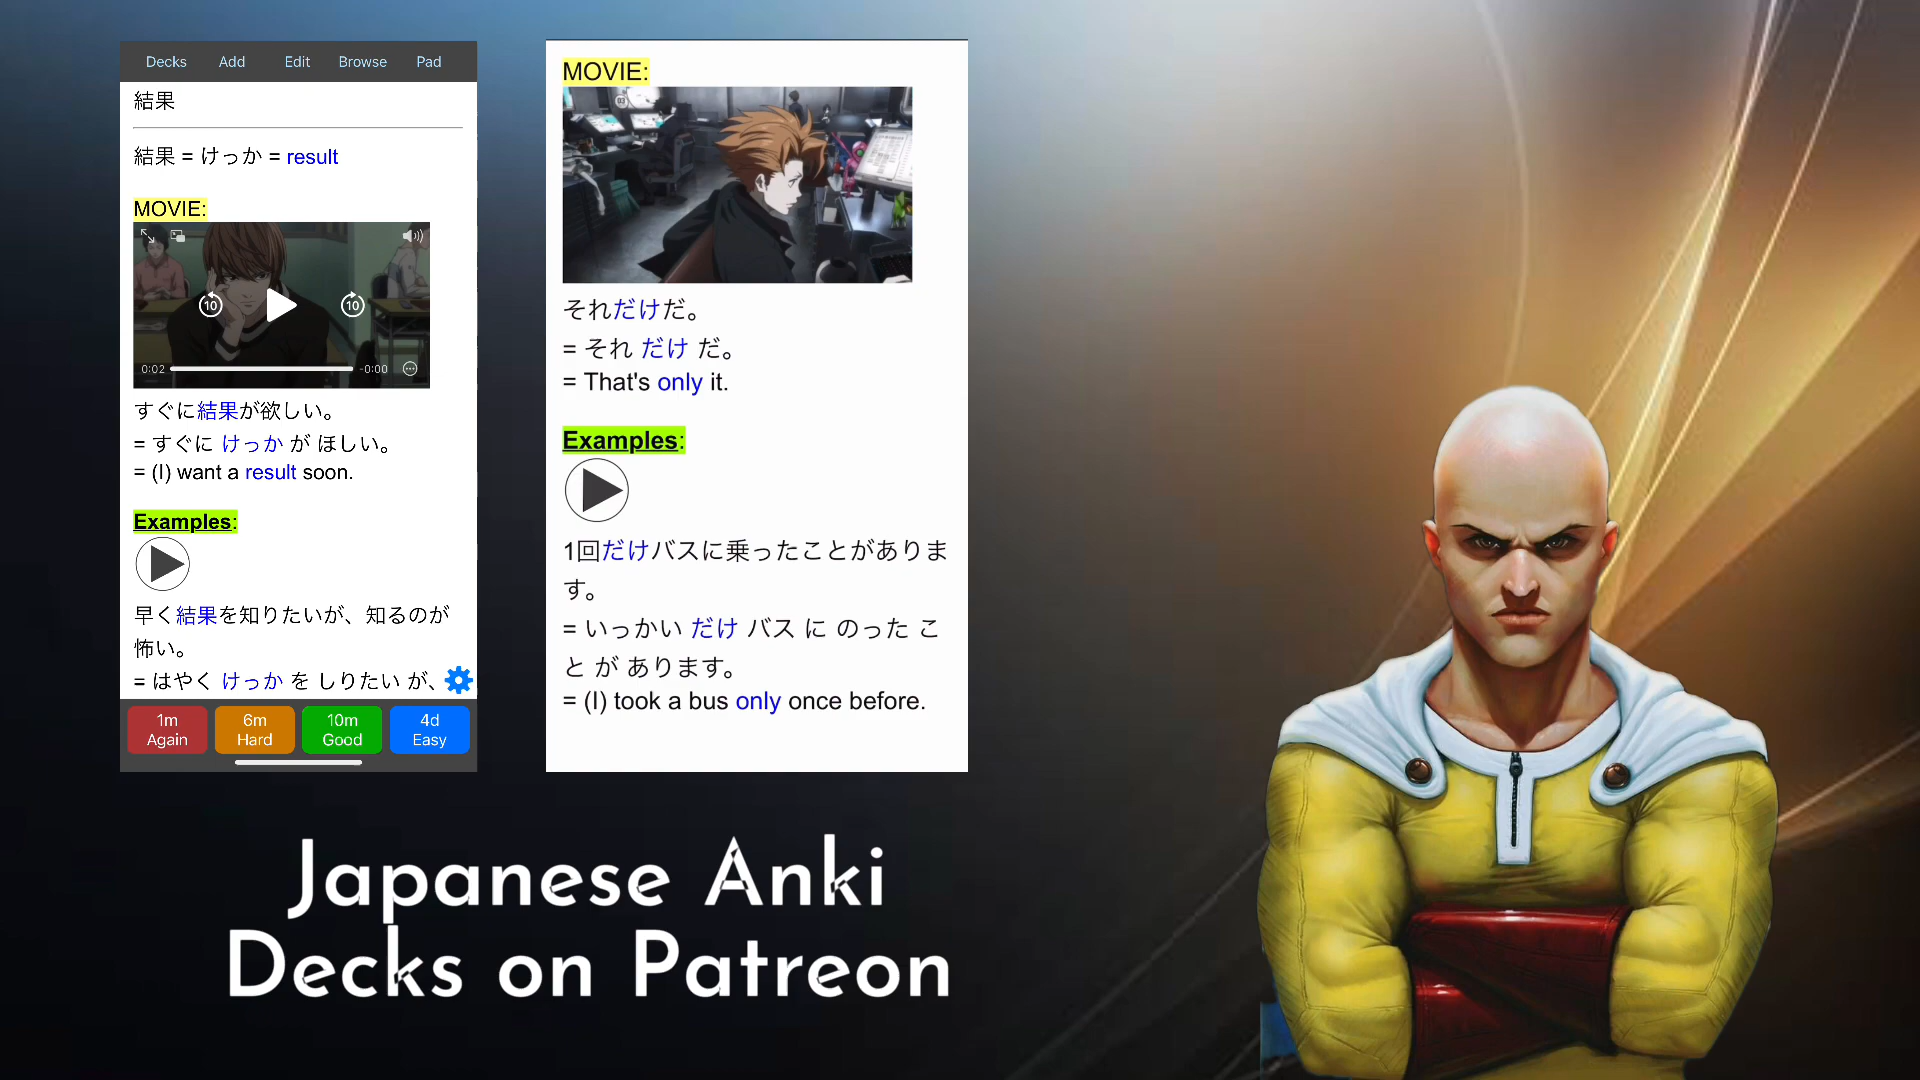 Decks Add Edit Browse Pad
結果
結果 = けっか = result
MOVIE:
10 10
0:02 -0:00
すぐに結果が欲しい。
= すぐに けっか が ほしい。
= (I) want a result soon.
Examples:
早く結果を知りたいが、知るのが
怖い。
= はやく けっか を しりたい が、
1m 6m 10m 4d
Again Hard Good Easy
MOVIE:
03
それだけだ。
= それ だけ だ。
= That's only it.
Examples:
1回だけバスに乗ったことがありま
す。
= いっかい だけ バス に のった こ
と が あります。
= (I) took a bus only once before.
Japanese Anki
Decks on Patreon